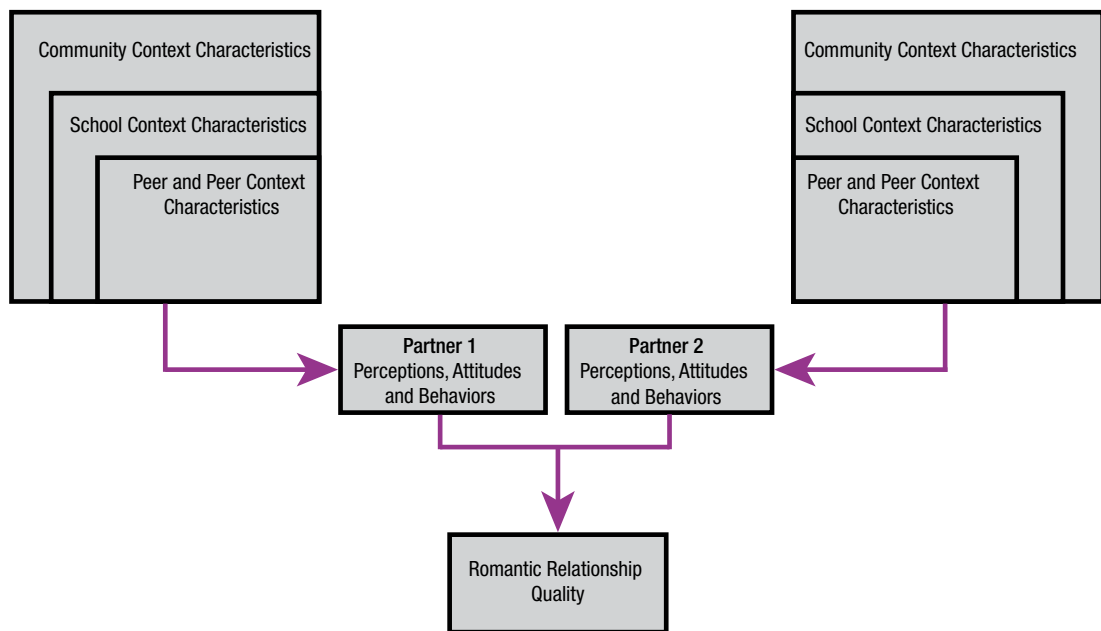 Community Context Characteristics
School Context Characteristics
Peer and Peer Context
Characteristics
Community Context Characteristics
School Context Characteristics
Peer and Peer Context
Characteristics
Partner 1
Perceptions, Attitudes
and Behaviors
Partner 2
Perceptions, Attitudes
and Behaviors
Romantic Relationship
Quality